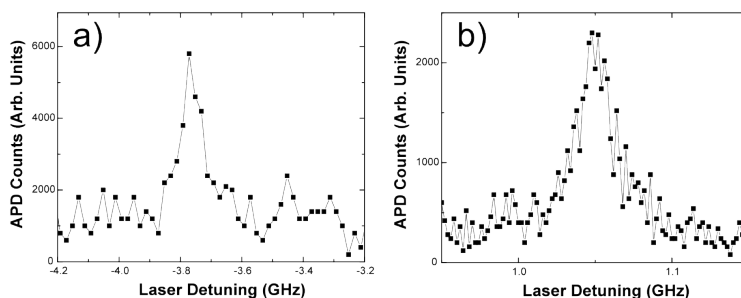 a)
APD Counts (Arb. Units)
6000
4000
2000
0
-4.2 -4.0 -3.8 -3.6 -3.4 -3.2
Laser Detuning (GHz)
b)
APD Counts (Arb. Units)
2000
1000
0
1.0 1.1
Laser Detuning (GHz)